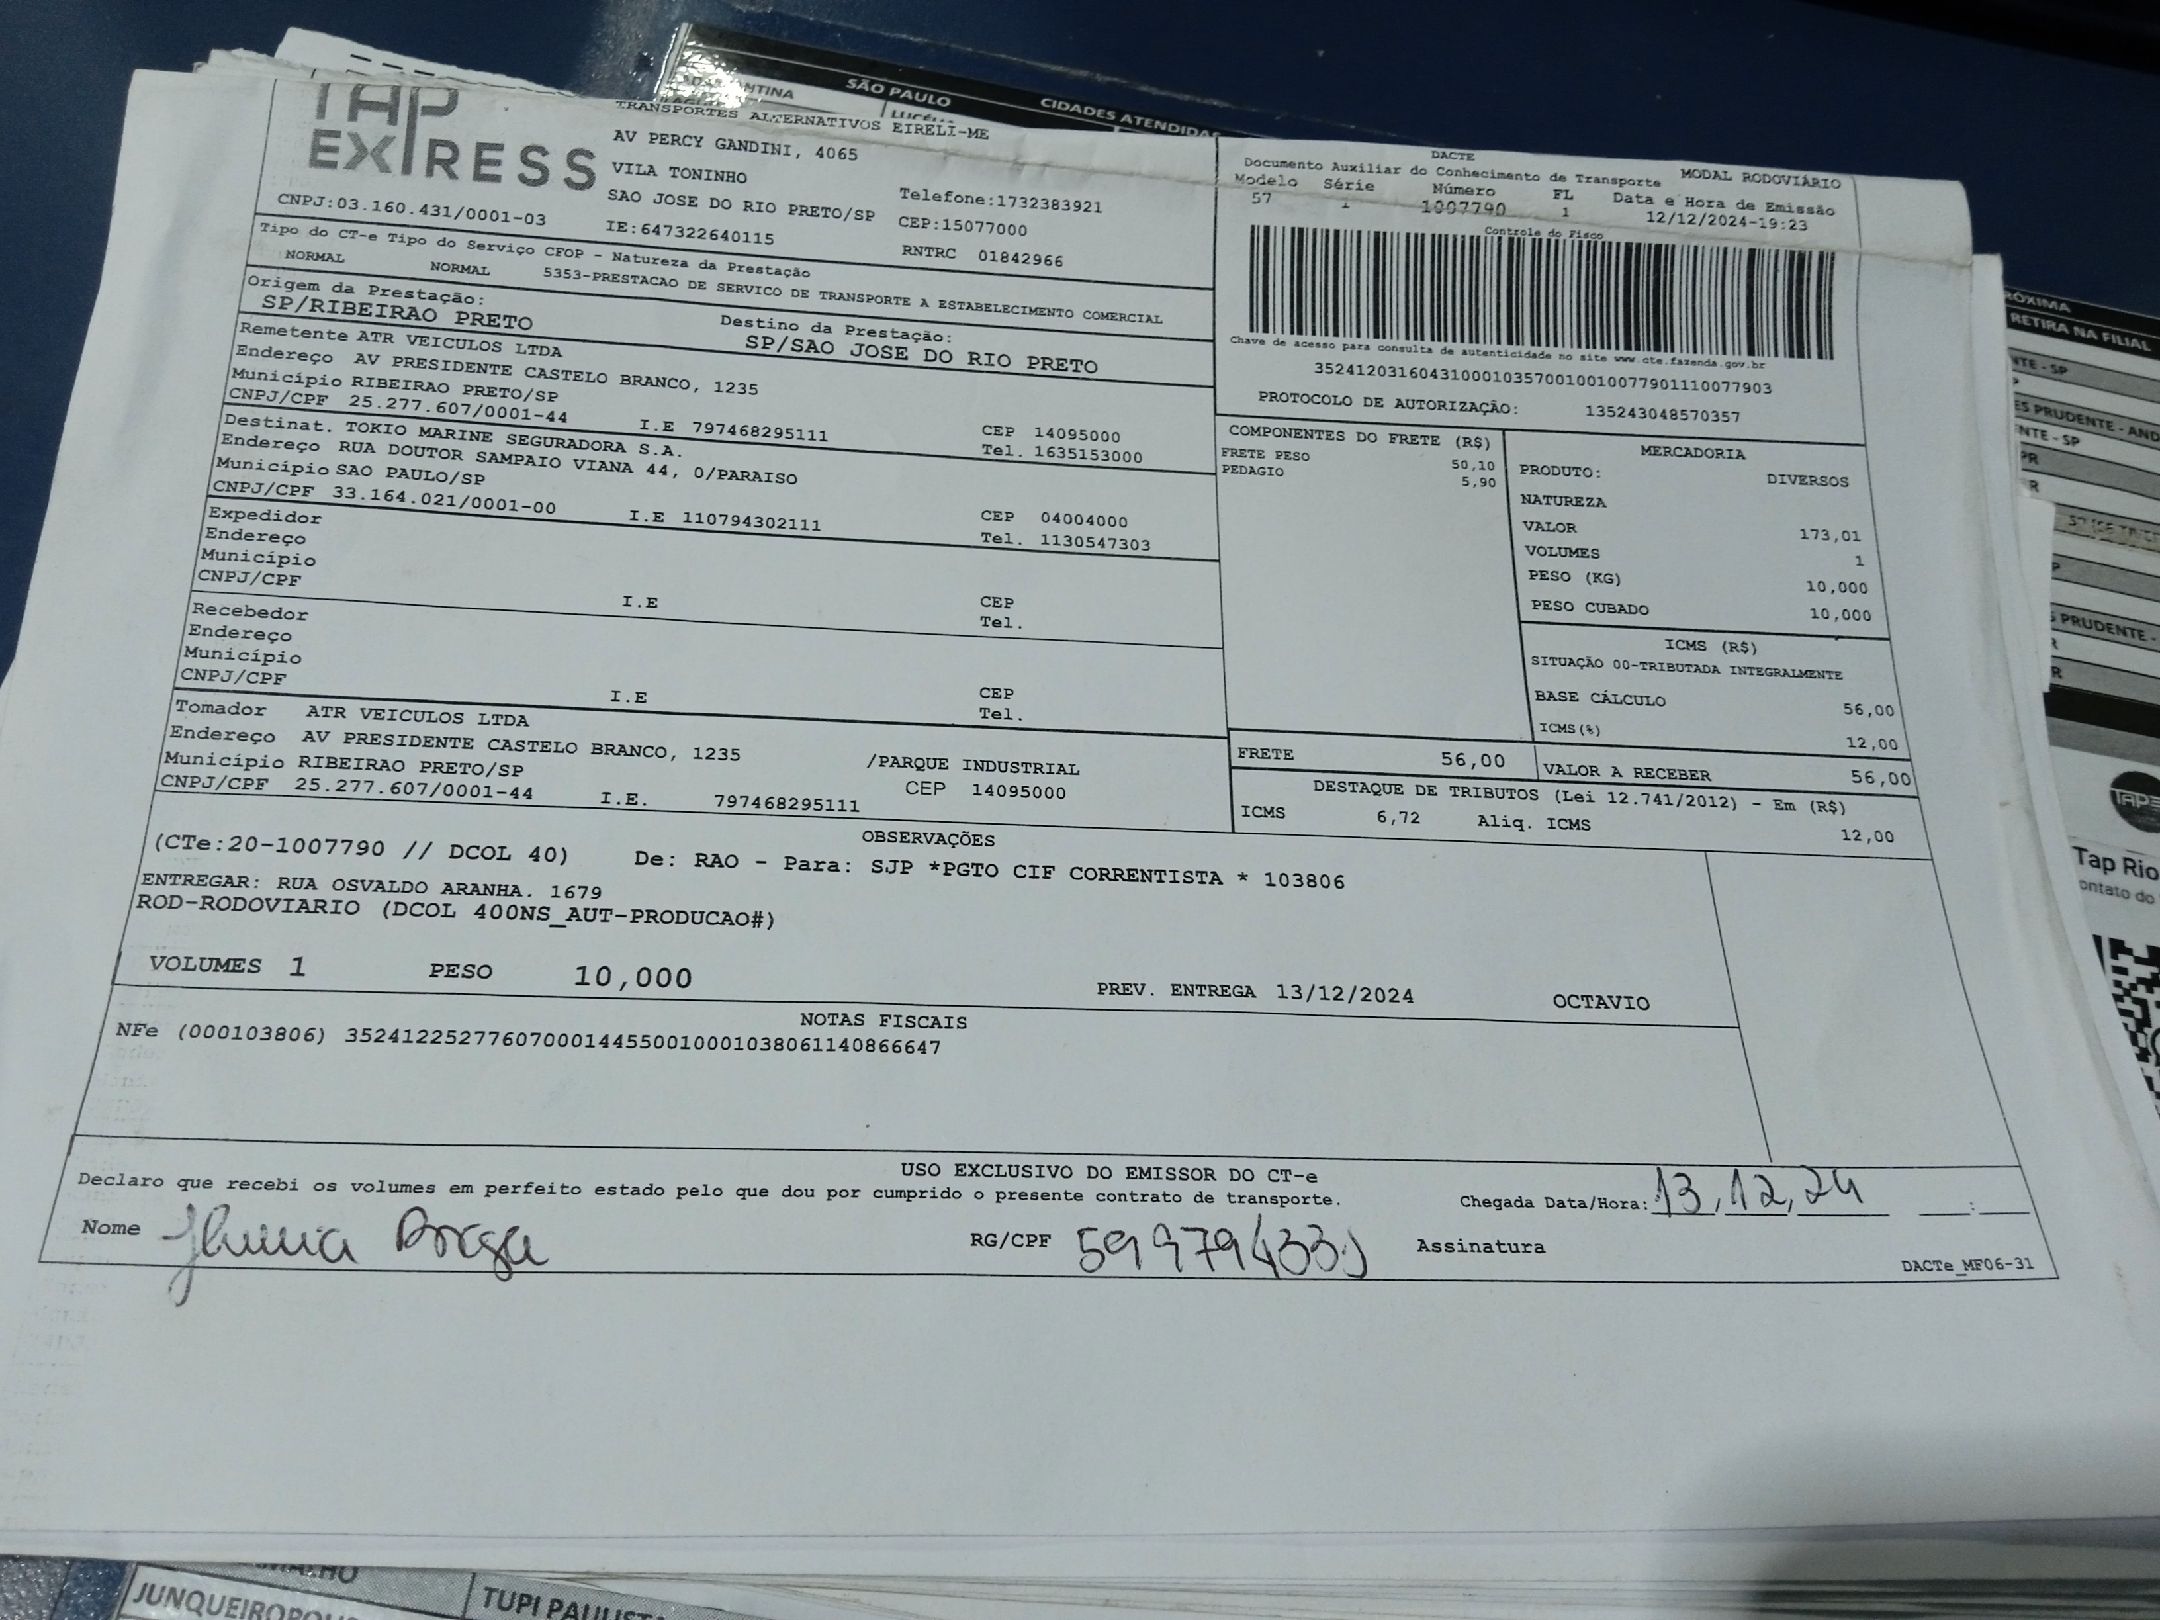 TAP
EXPRESS
TRANSPORTES ALTERNATIVOS EIRELI-ME
AV PERCY GANDINI, 4065
VILA TONINHO
SAO JOSE DO RIO PRETO/SP
Telefone:1732383921
CEP:15077000
CNPJ:03.160.431/0001-03
IE:647322640115
RNTRC 01842966
DACTE
Documento Auxiliar do Conhecimento de Transporte
MODAL RODOVIÁRIO
Modelo Série Número FL Data e Hora de Emissão
57 1 1007790 1 12/12/2024-19:23
Controle do Fisco
Chave de acesso para consulta de autenticidade no site www.cte.fazenda.gov.br
35241203160431000103570010010077901110077903
PROTOCOLO DE AUTORIZAÇÃO: 135243048570357
Tipo do CT-e Tipo do Serviço CFOP - Natureza da Prestação
NORMAL NORMAL 5353-PRESTACAO DE SERVICO DE TRANSPORTE A ESTABELECIMENTO COMERCIAL
Origem da Prestação: Destino da Prestação:
SP/RIBEIRAO PRETO SP/SAO JOSE DO RIO PRETO
Remetente ATR VEICULOS LTDA
Endereço AV PRESIDENTE CASTELO BRANCO, 1235
Município RIBEIRAO PRETO/SP CEP 14095000
CNPJ/CPF 25.277.607/0001-44 I.E 797468295111 Tel. 1635153000
Destinat. TOKIO MARINE SEGURADORA S.A.
Endereço RUA DOUTOR SAMPAIO VIANA 44, 0/PARAISO
Município SAO PAULO/SP CEP 04004000
CNPJ/CPF 33.164.021/0001-00 I.E 110794302111 Tel. 1130547303
Expedidor
Endereço
Município CEP
CNPJ/CPF I.E Tel.
Recebedor
Endereço
Município CEP
CNPJ/CPF I.E Tel.
Tomador ATR VEICULOS LTDA
Endereço AV PRESIDENTE CASTELO BRANCO, 1235 /PARQUE INDUSTRIAL
Município RIBEIRAO PRETO/SP CEP 14095000
CNPJ/CPF 25.277.607/0001-44 I.E. 797468295111
COMPONENTES DO FRETE (R$)
FRETE PESO 50,10
PEDAGIO 5,90
MERCADORIA
PRODUTO: DIVERSOS
NATUREZA
VALOR 173,01
VOLUMES 1
PESO (KG) 10,000
PESO CUBADO 10,000
ICMS (R$)
SITUAÇÃO 00-TRIBUTADA INTEGRALMENTE
BASE CÁLCULO 56,00
ICMS(%) 12,00
FRETE 56,00 VALOR A RECEBER 56,00
DESTAQUE DE TRIBUTOS (Lei 12.741/2012) - Em (R$)
ICMS 6,72 Aliq. ICMS 12,00
OBSERVAÇÕES
(CTe:20-1007790 // DCOL 40) De: RAO - Para: SJP *PGTO CIF CORRENTISTA * 103806
ENTREGAR: RUA OSVALDO ARANHA. 1679
ROD-RODOVIARIO (DCOL 400NS_AUT-PRODUCAO#)
VOLUMES 1 PESO 10,000 PREV. ENTREGA 13/12/2024 OCTAVIO
NOTAS FISCAIS
NFe (000103806) 35241225277607000144550010001038061140866647
USO EXCLUSIVO DO EMISSOR DO CT-e
Declaro que recebi os volumes em perfeito estado pelo que dou por cumprido o presente contrato de transporte.
Chegada Data/Hora: 13,12,24 :
Nome Braga RG/CPF Assinatura
DACTe_MF06-31
SÃO PAULO CIDADES ATENDIDAS
RETIRA NA FILIAL
Tap Rio
JUNQUEIROPOLIS
TUPI PAULISTA